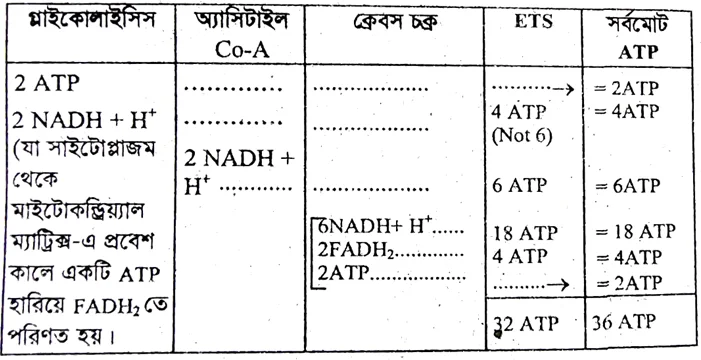 গ্লাইকোলাইসিস অ্যাসিটাইল Co-A ক্রেবস চক্র ETS সর্বমোট ATP
2 ATP .............. .................... ..........→ = 2ATP
2 NADH + H⁺ .............. .................... 4 ATP = 4ATP
(যা সাইটোপ্লাজম (Not 6)
থেকে 2 NADH + H⁺ ........... .................... 6 ATP = 6ATP
মাইটোকন্ড্রিয়্যাল 6NADH+ H⁺...... 18 ATP = 18 ATP
ম্যাট্রিক্স-এ প্রবেশ 2FADH₂............. 4 ATP = 4ATP
কালে একটি ATP 2ATP.................. ..........→ = 2ATP
হারিয়ে FADH₂ তে
পরিণত হয়। 32 ATP 36 ATP